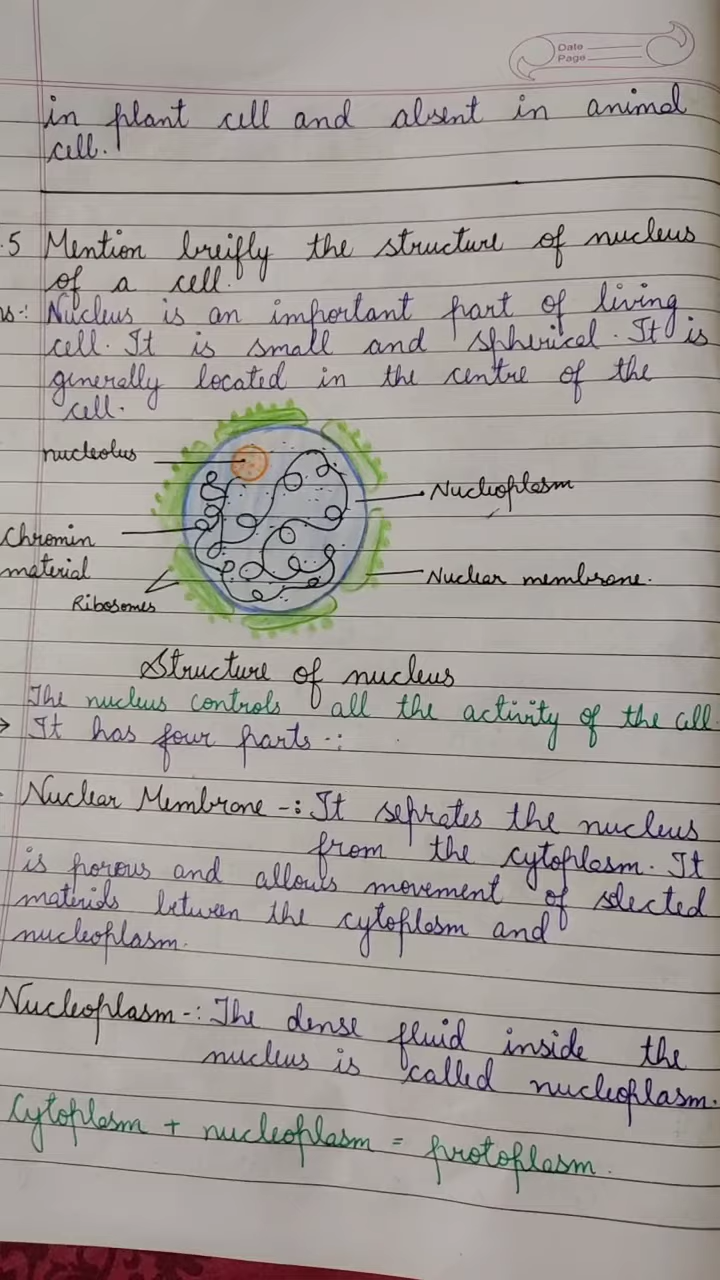 Date
Page
in plant cell and absent in animal
cell.
.5 Mention breifly the structure of nucleus
of a cell.
s-: Nucleus is an important part of living
cell. It is small and spherical. It is
generally located in the centre of the
cell.
nucleolus
Nucleoplasm
Chromin
material
Nuclear membrane.
Ribosomes
Structure of nucleus
The nucleus controls all the activity of the cell.
→ It has four parts -:
Nuclear Membrane -: It seprates the nucleus
from the cytoplasm. It
is porous and allows movement of selected
materials between the cytoplasm and
nucleoplasm.
Nucleoplasm -: The dense fluid inside the
nucleus is called nucleoplasm.
Cytoplasm + nucleoplasm = protoplasm.